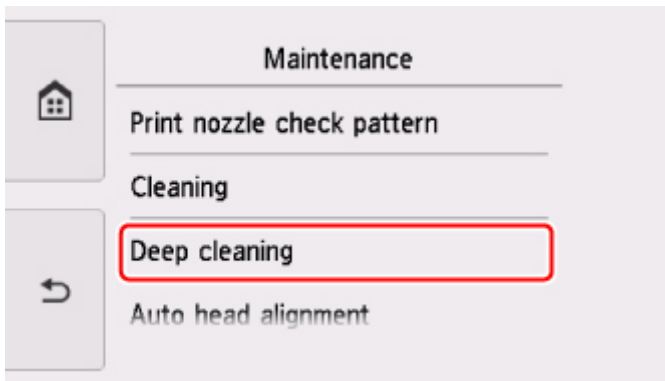 Maintenance
Print nozzle check pattern
Cleaning
Deep cleaning
Auto head alignment